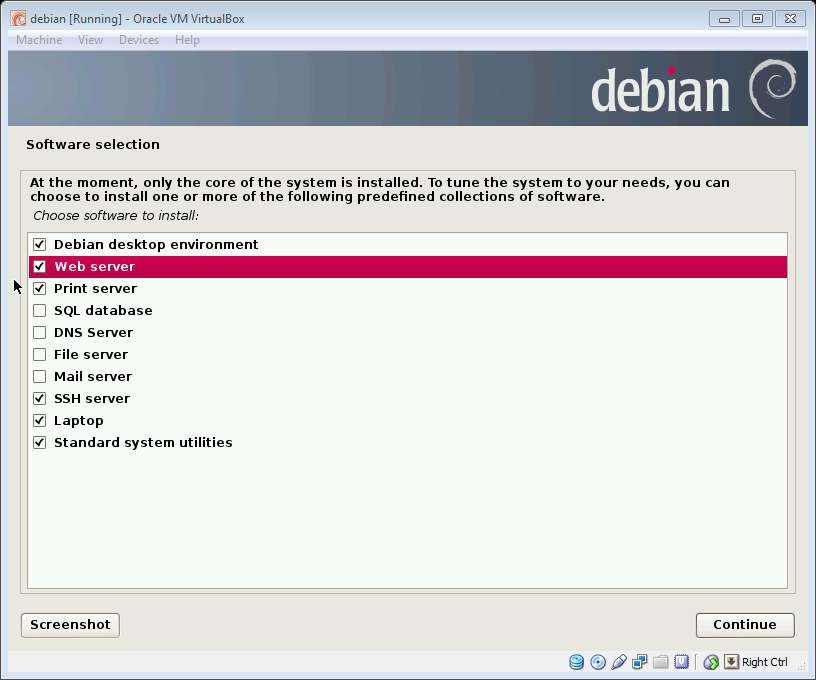 debian [Running] - Oracle VM VirtualBox
Machine View Devices Help
debian
Software selection
At the moment, only the core of the system is installed. To tune the system to your needs, you can
choose to install one or more of the following predefined collections of software.
Choose software to install:
Debian desktop environment
Web server
Print server
SQL database
DNS Server
File server
Mail server
SSH server
Laptop
Standard system utilities
Screenshot
Continue
Right Ctrl